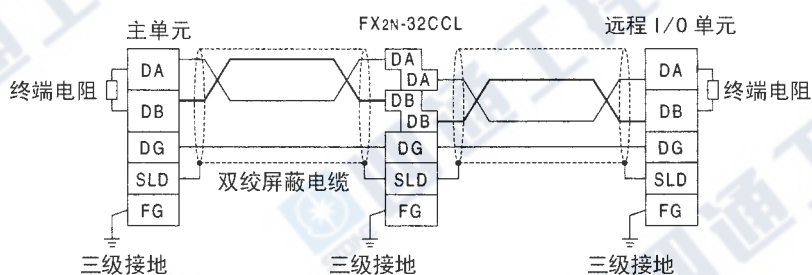 主单元
FX2N-32CCL
远程 I/O 单元
终端电阻
DA
DB
DG
SLD
FG
DA
DA
DB
DB
DG
SLD
FG
DA
DB
DG
SLD
FG
终端电阻
双绞屏蔽电缆
三级接地
三级接地
三级接地